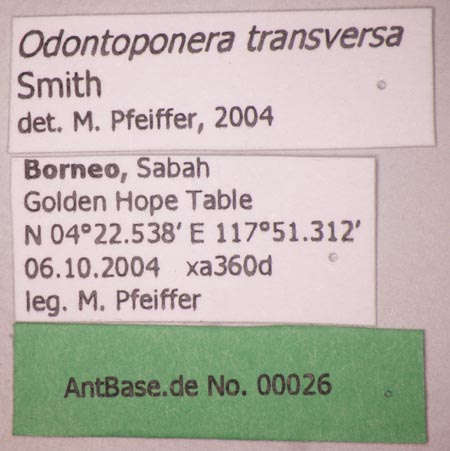 Odontoponera transversa
Smith
det. M. Pfeiffer, 2004
Borneo, Sabah
Golden Hope Table
N 04°22.538' E 117°51.312'
06.10.2004 xa360d
leg. M. Pfeiffer
AntBase.de No. 00026